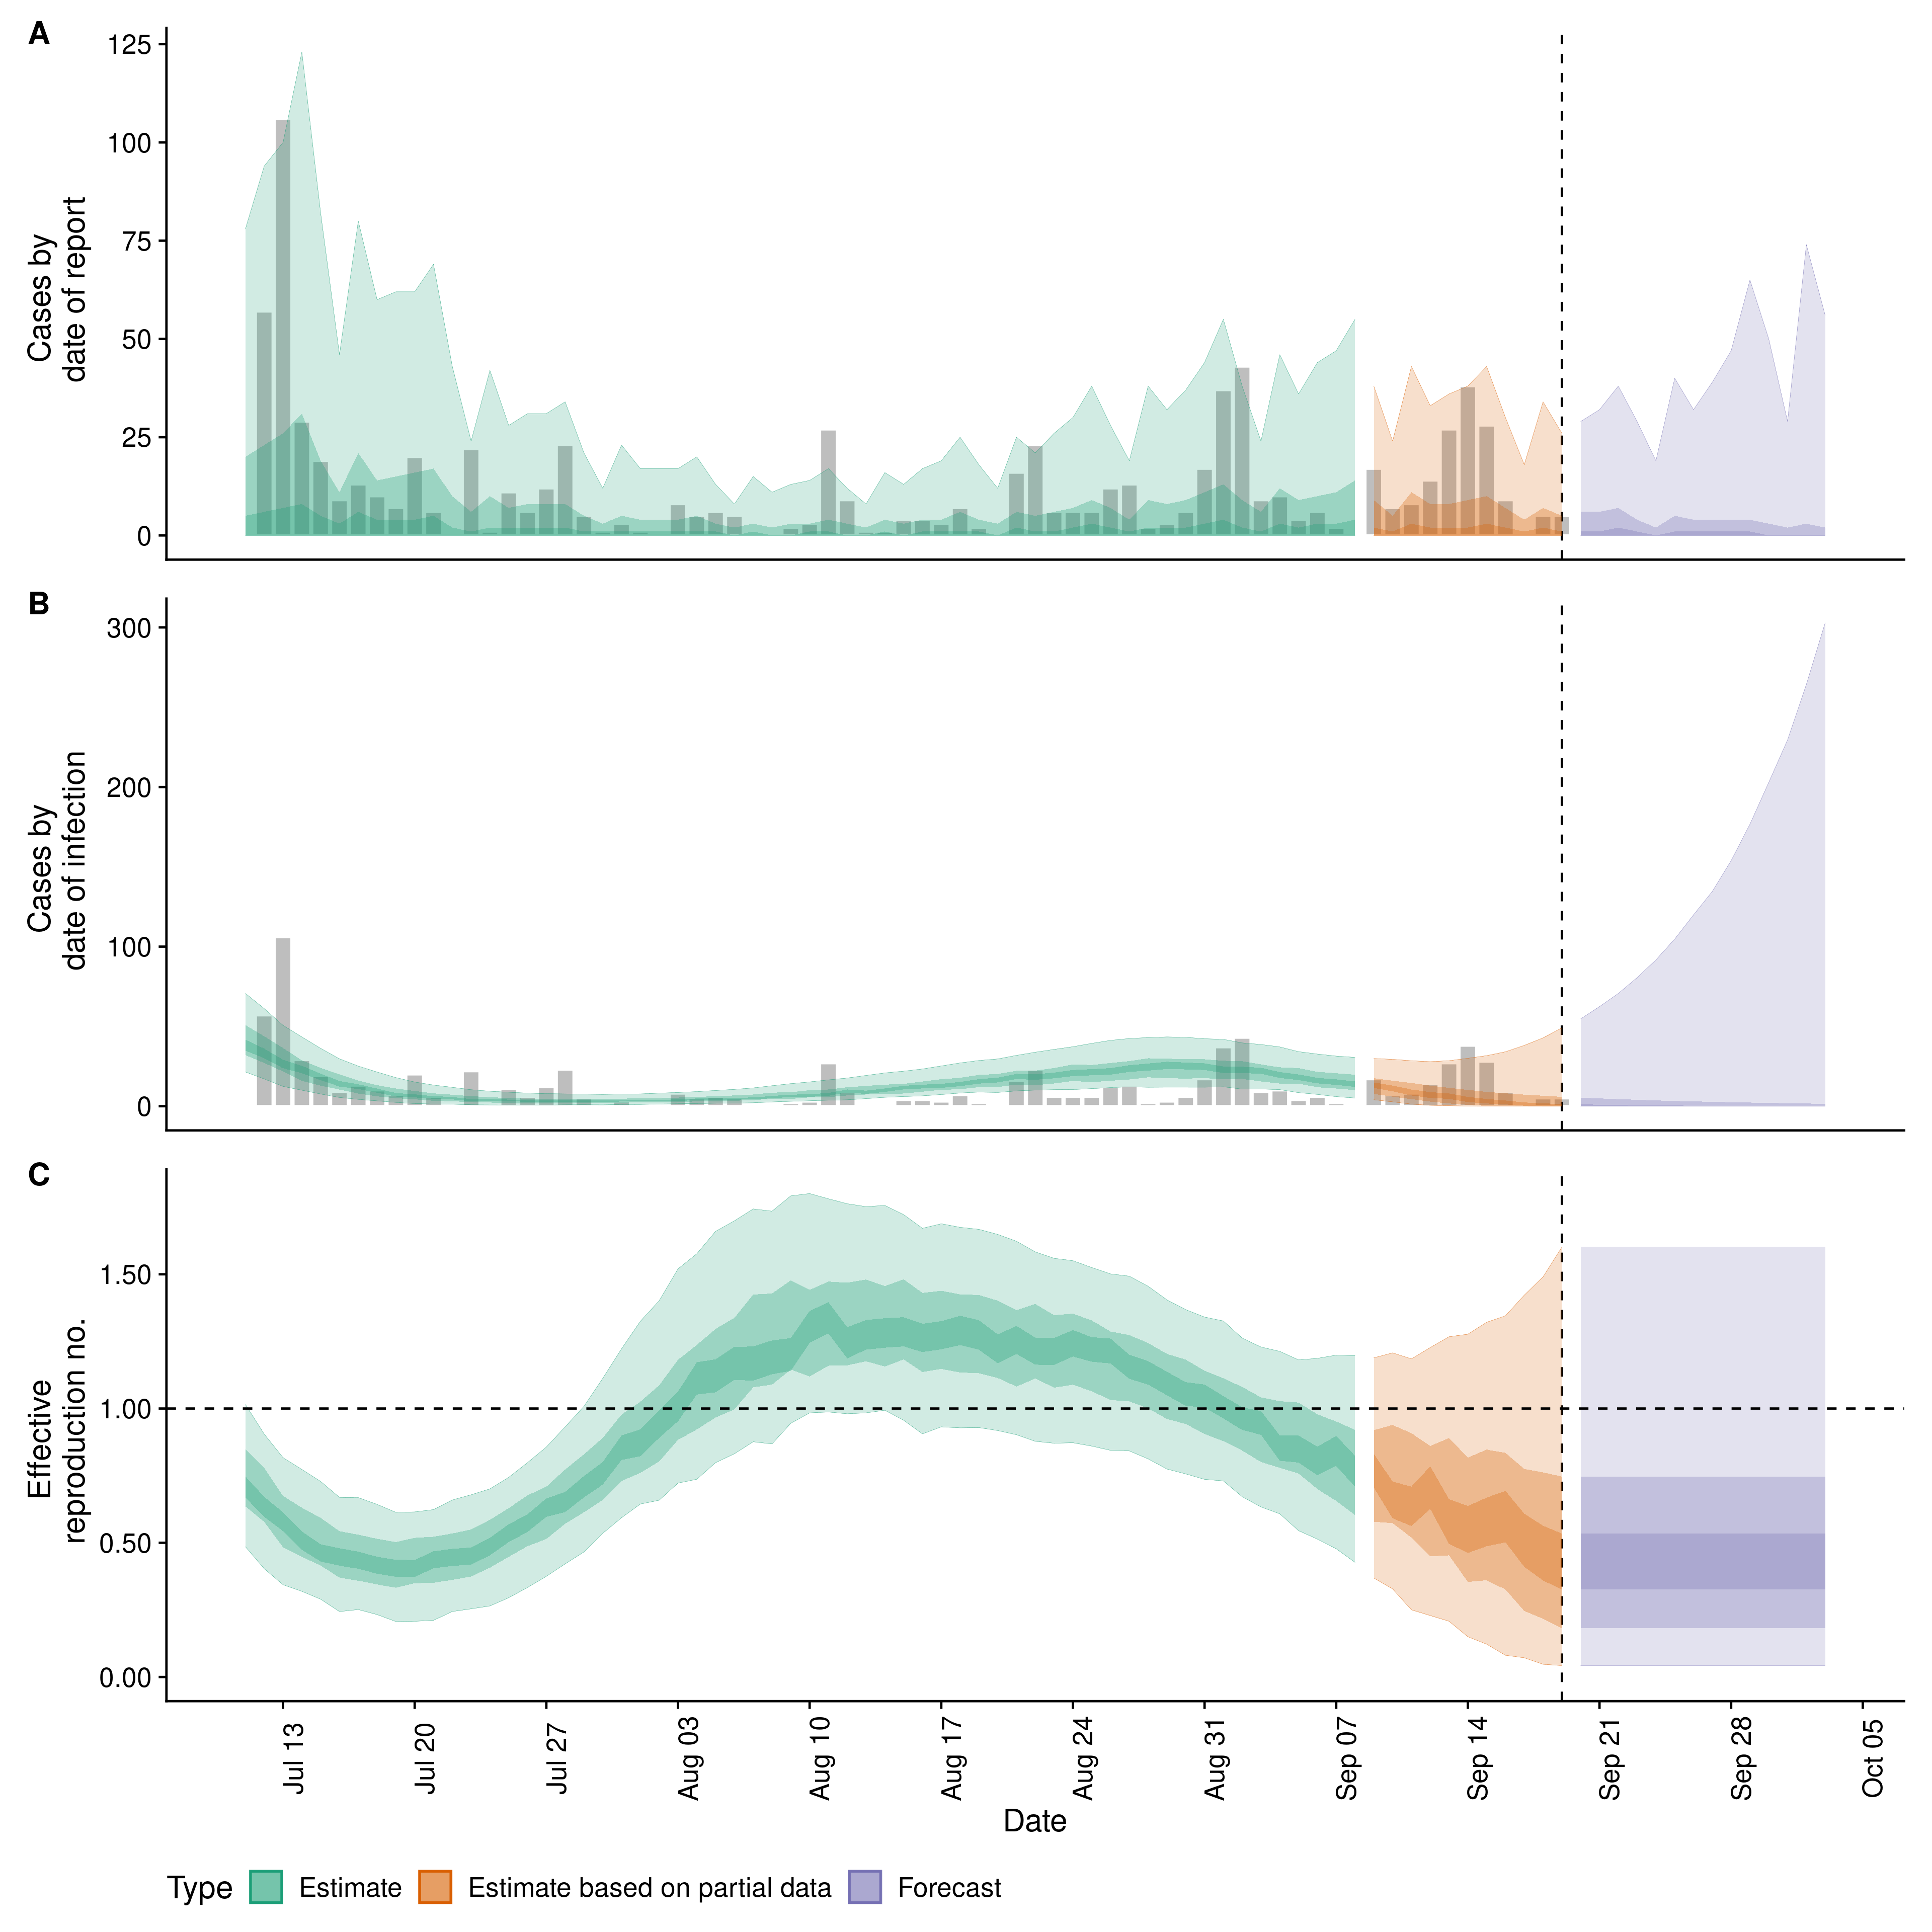 A
125
100
75
50
25
0
Cases by
date of report
B
300
200
100
0
Cases by
date of infection
C
1.50
1.00
0.50
0.00
Effective
reproduction no.
Jul 13
Jul 20
Jul 27
Aug 03
Aug 10
Aug 17
Aug 24
Aug 31
Sep 07
Sep 14
Sep 21
Sep 28
Oct 05
Date
Type Estimate Estimate based on partial data Forecast